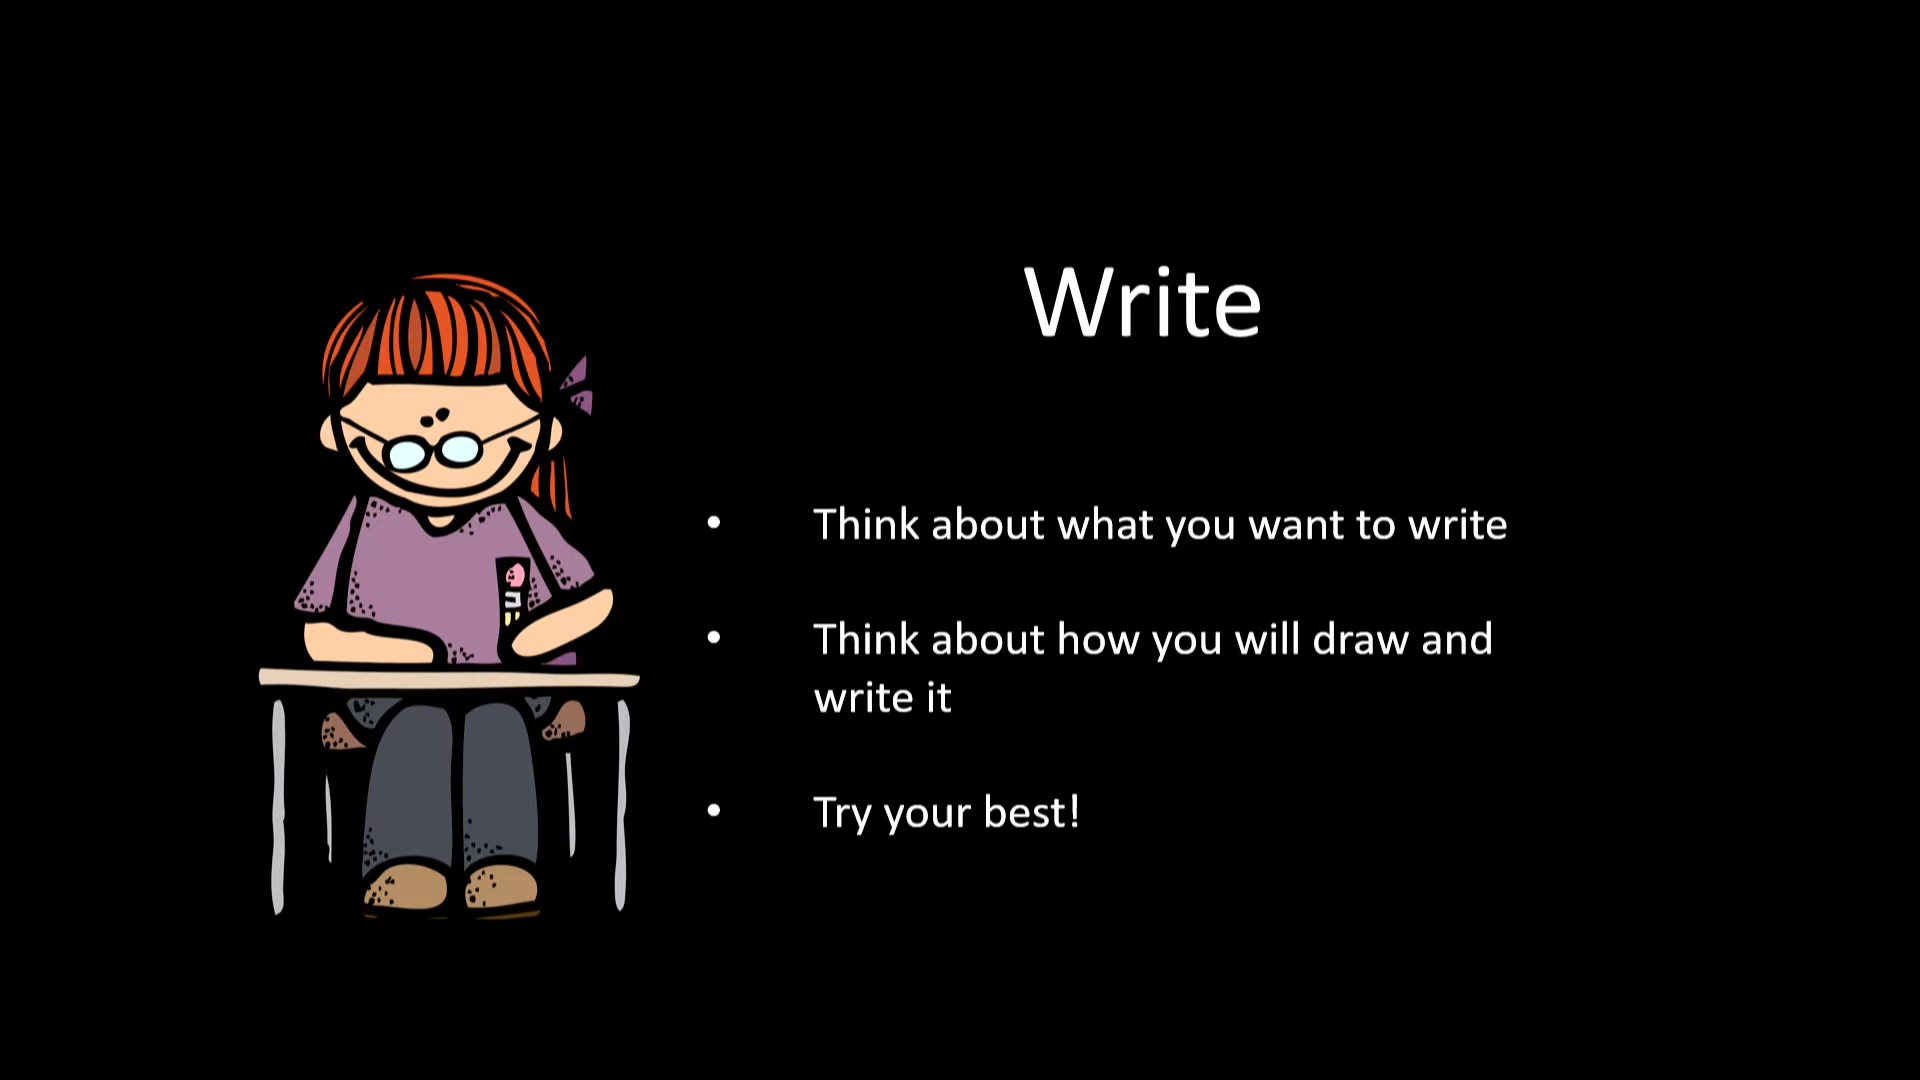 Write
• Think about what you want to write
• Think about how you will draw and
write it
• Try your best!